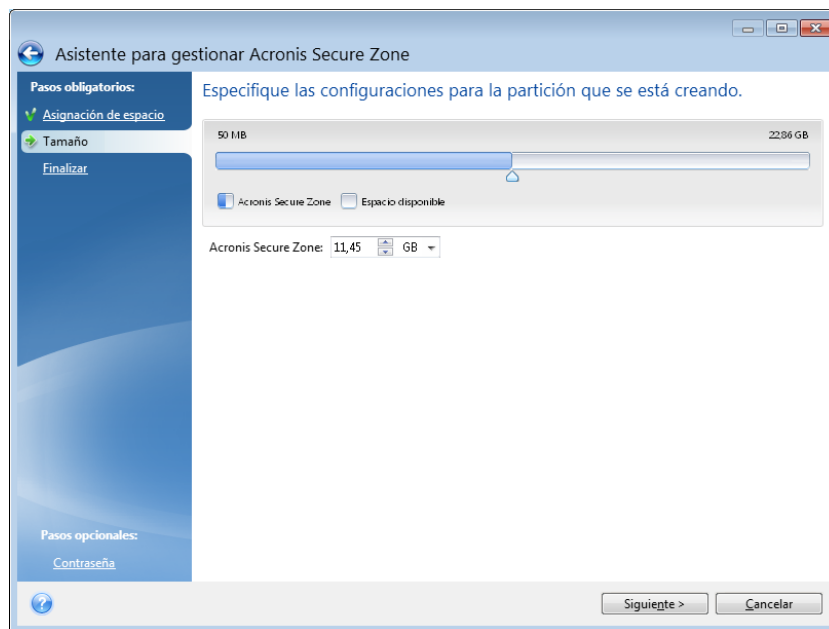 Asistente para gestionar Acronis Secure Zone
Pasos obligatorios:
Asignación de espacio
Tamaño
Finalizar
Especifique las configuraciones para la partición que se está creando.
50 MB
22.86 GB
Acronis Secure Zone
Espacio disponible
Acronis Secure Zone: 11,45 GB
Pasos opcionales:
Contraseña
?
Siguiente >
Cancelar